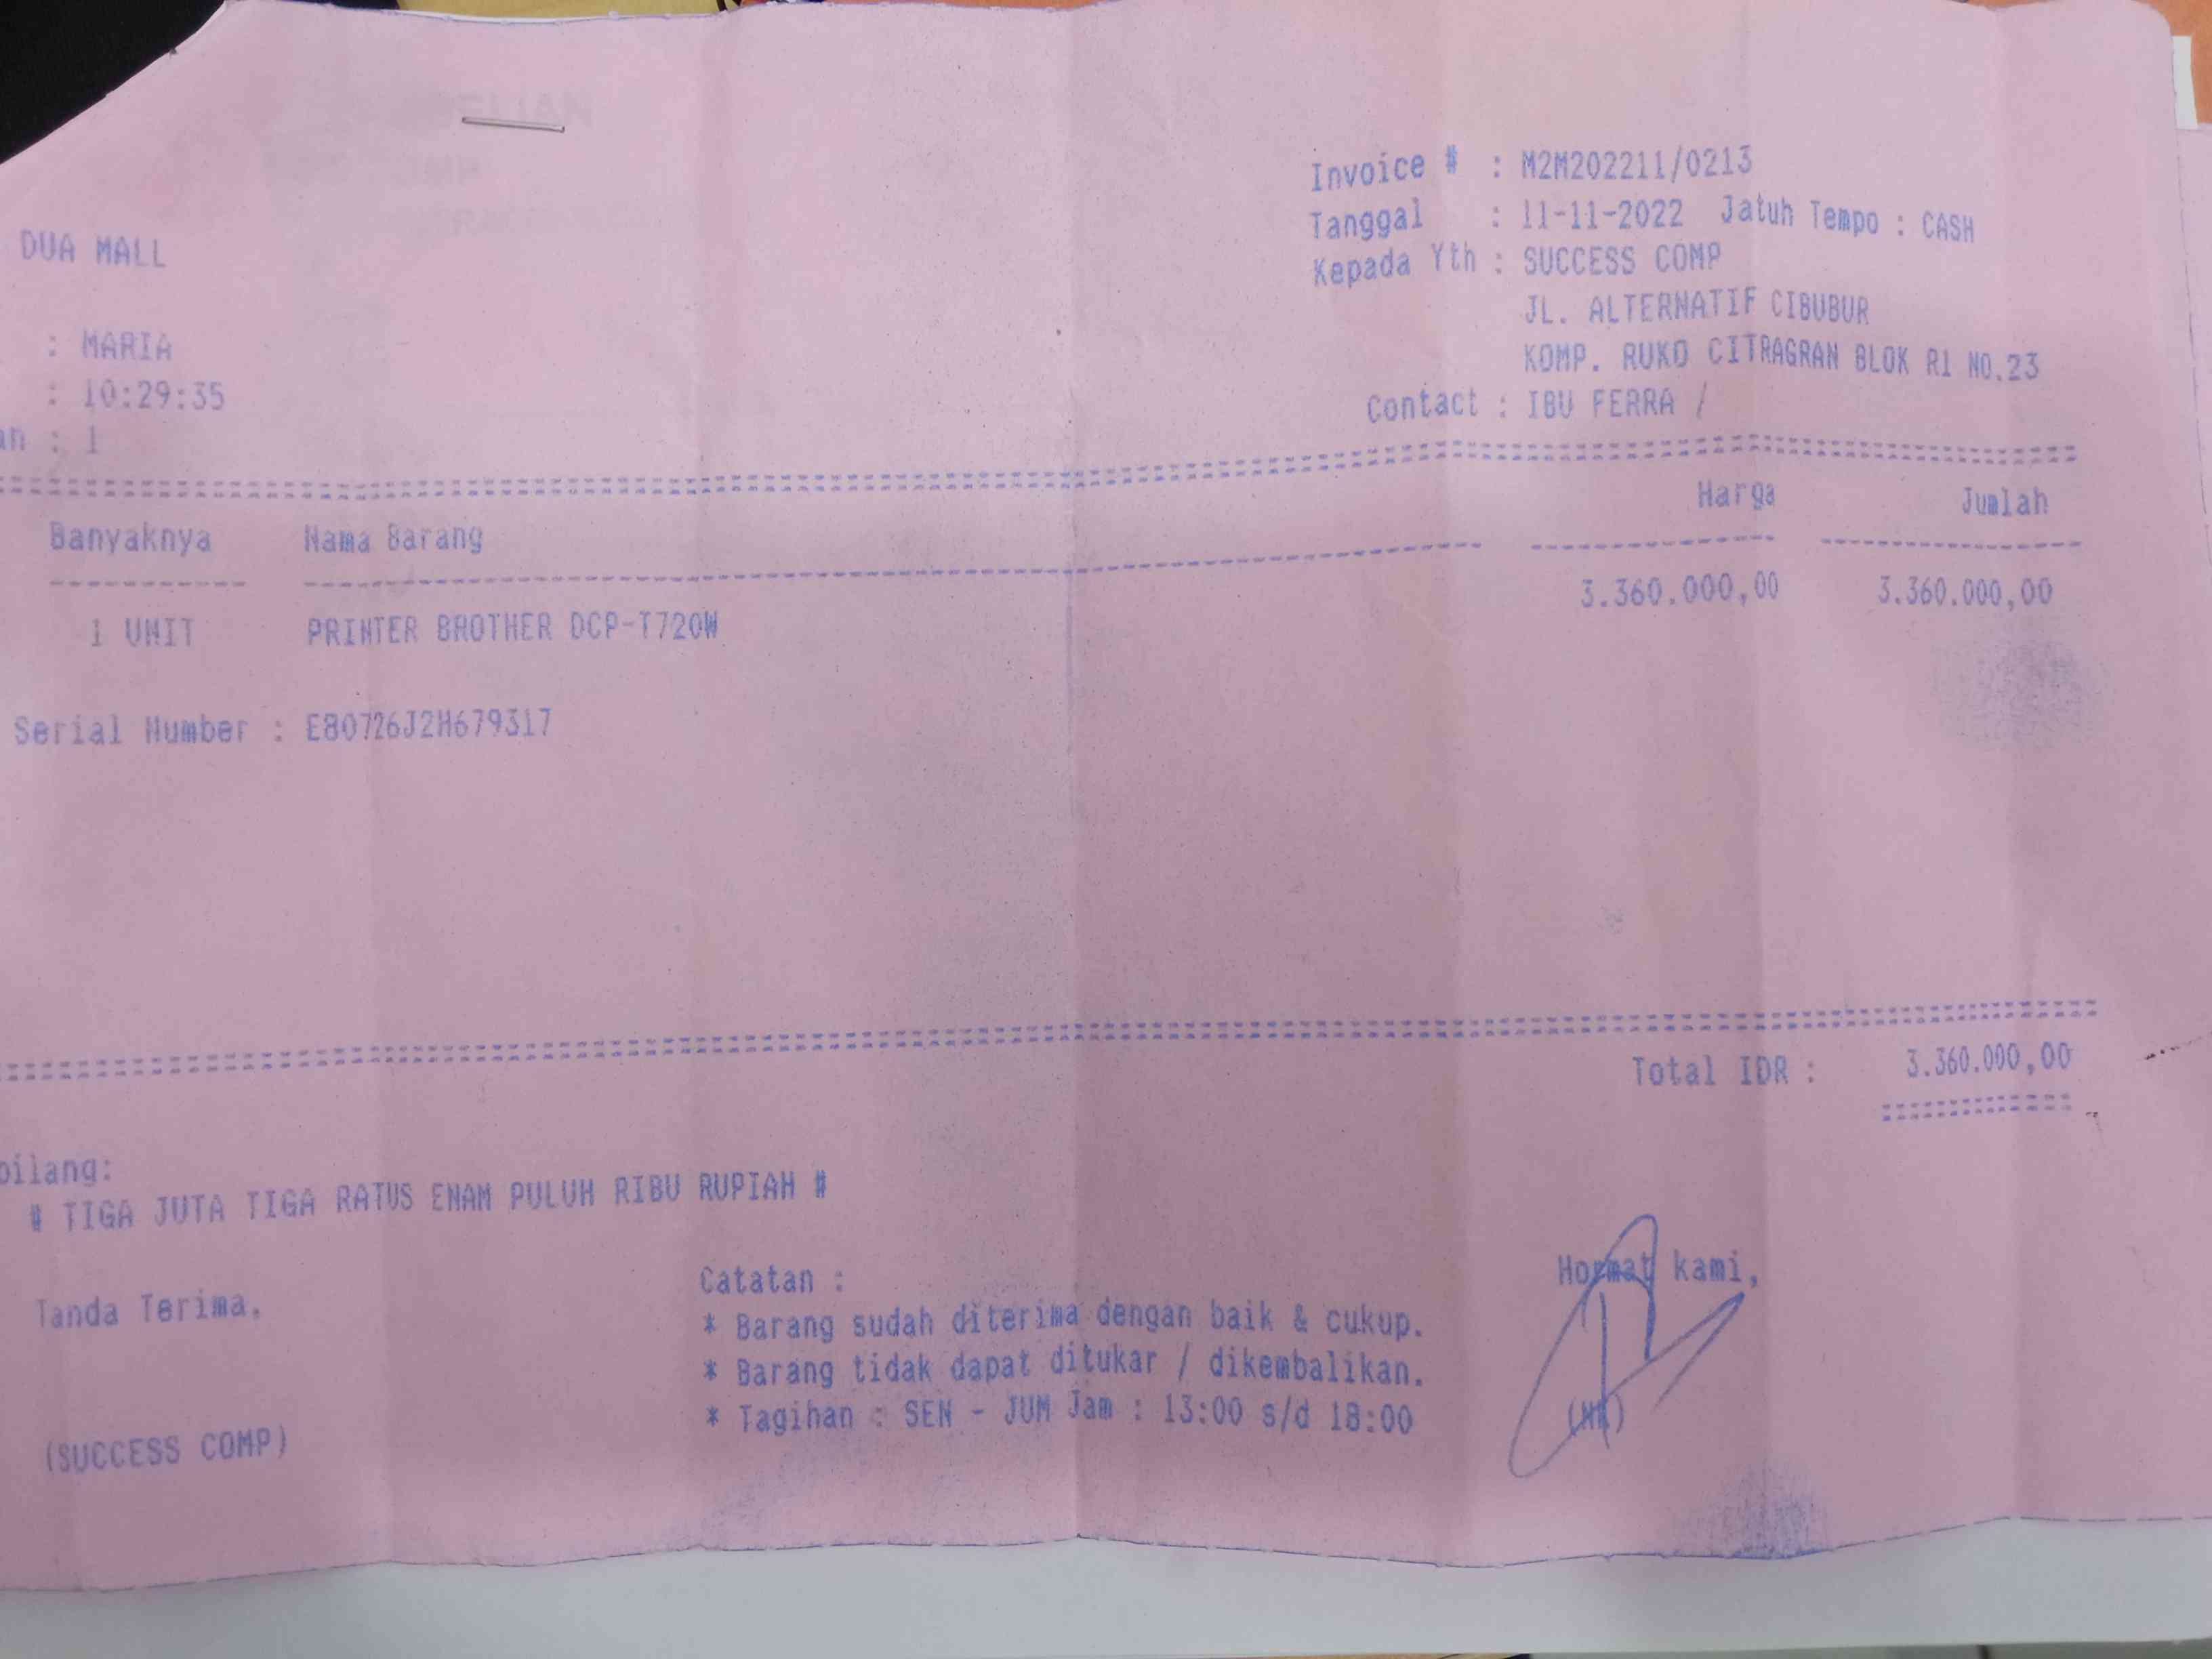 Invoice # : M2M202211/0213
Tanggal : 11-11-2022 Jatuh Tempo : CASH
DUA MALL
Kepada Yth : SUCCESS COMP
JL. ALTERNATIF CIBUBUR
: MARIA
KOMP. RUKO CITRAGRAN BLOK R1 NO.23
: 10:29:35
Contact : IBU FERRA /
an : 1
Banyaknya Nama Barang Harga Jumlah
1 UNIT PRINTER BROTHER DCP-T720W 3.360.000,00 3.360.000,00
Serial Number : E80726J2H679317
Total IDR : 3.360.000,00
bilang:
# TIGA JUTA TIGA RATUS ENAM PULUH RIBU RUPIAH #
Tanda Terima,
Catatan :
* Barang sudah diterima dengan baik & cukup.
* Barang tidak dapat ditukar / dikembalikan.
* Tagihan : SEN - JUM Jam : 13:00 s/d 18:00
Hormat kami,
(SUCCESS COMP)